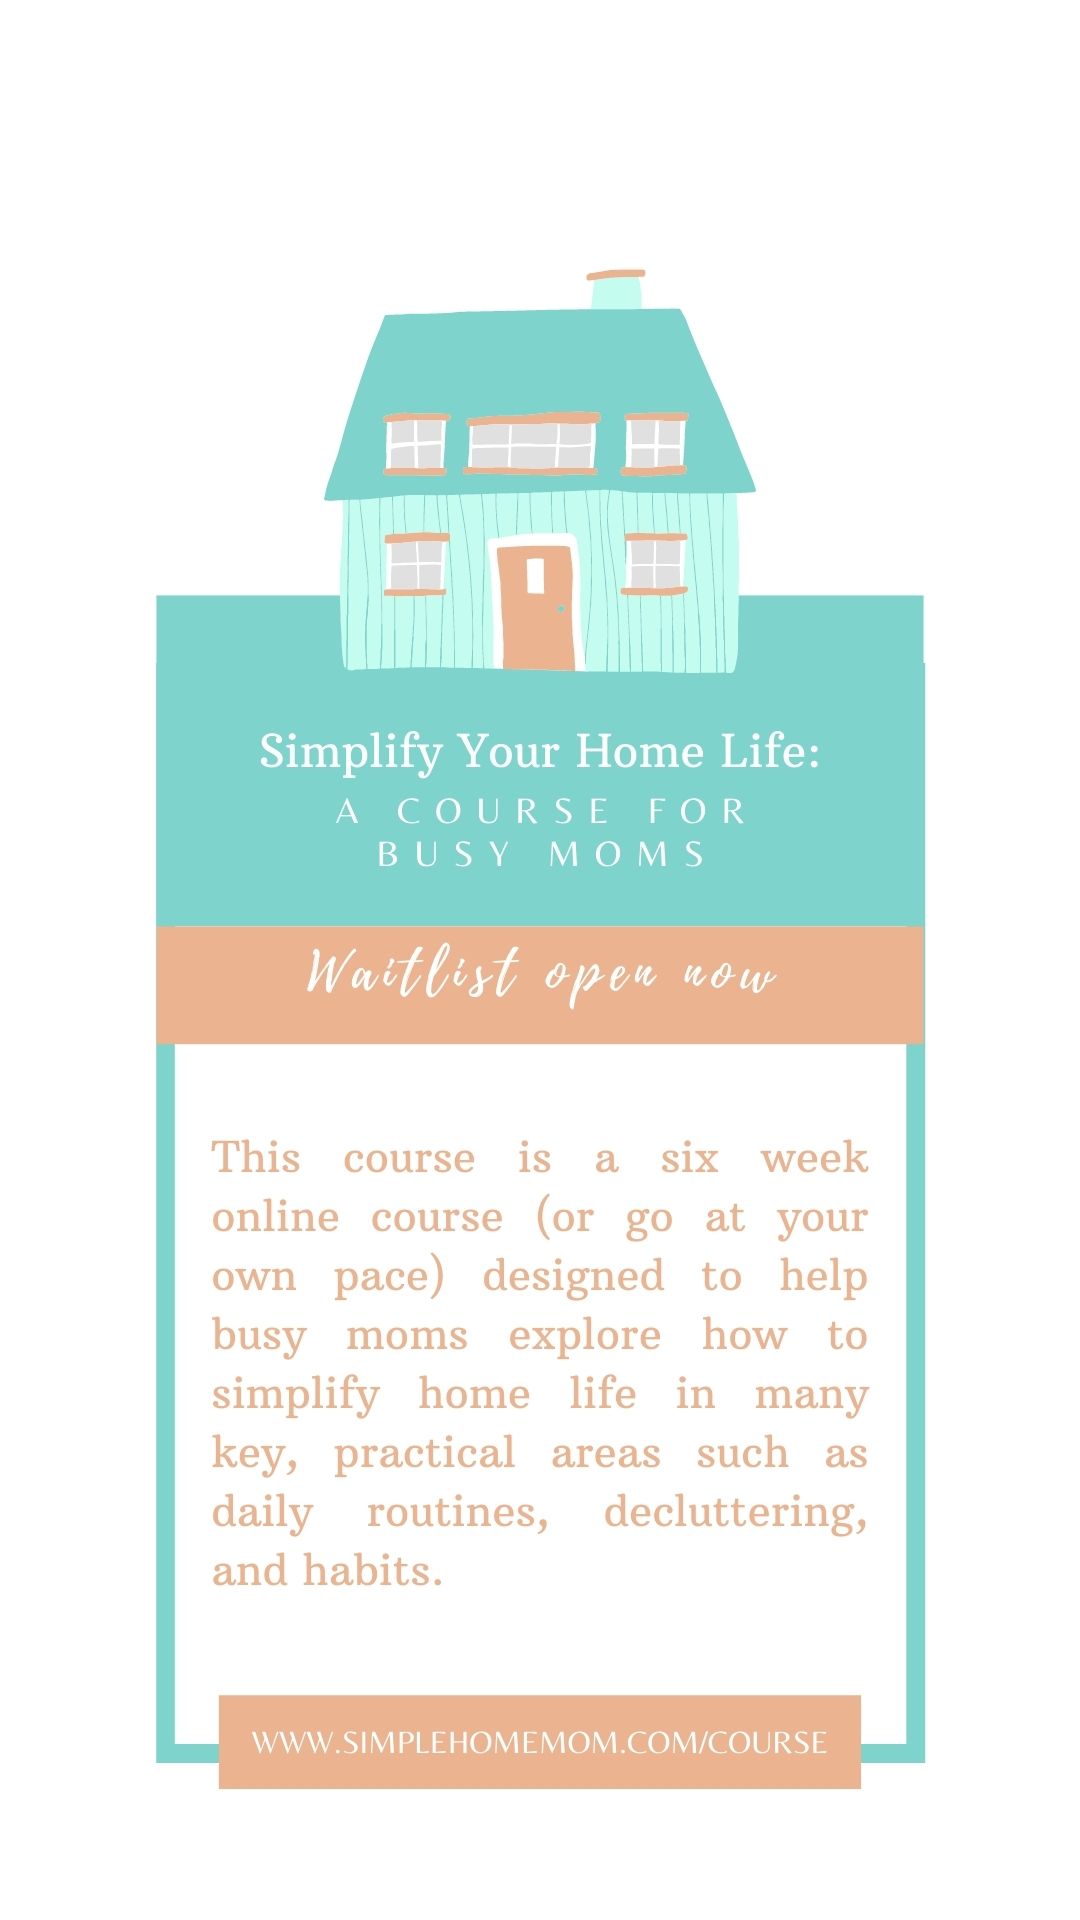 Simplify Your Home Life:
A COURSE FOR
BUSY MOMS
Waitlist open now
This course is a six week
online course (or go at your
own pace) designed to help
busy moms explore how to
simplify home life in many
key, practical areas such as
daily routines, decluttering,
and habits.
WWW.SIMPLEHOMEMOM.COM/COURSE